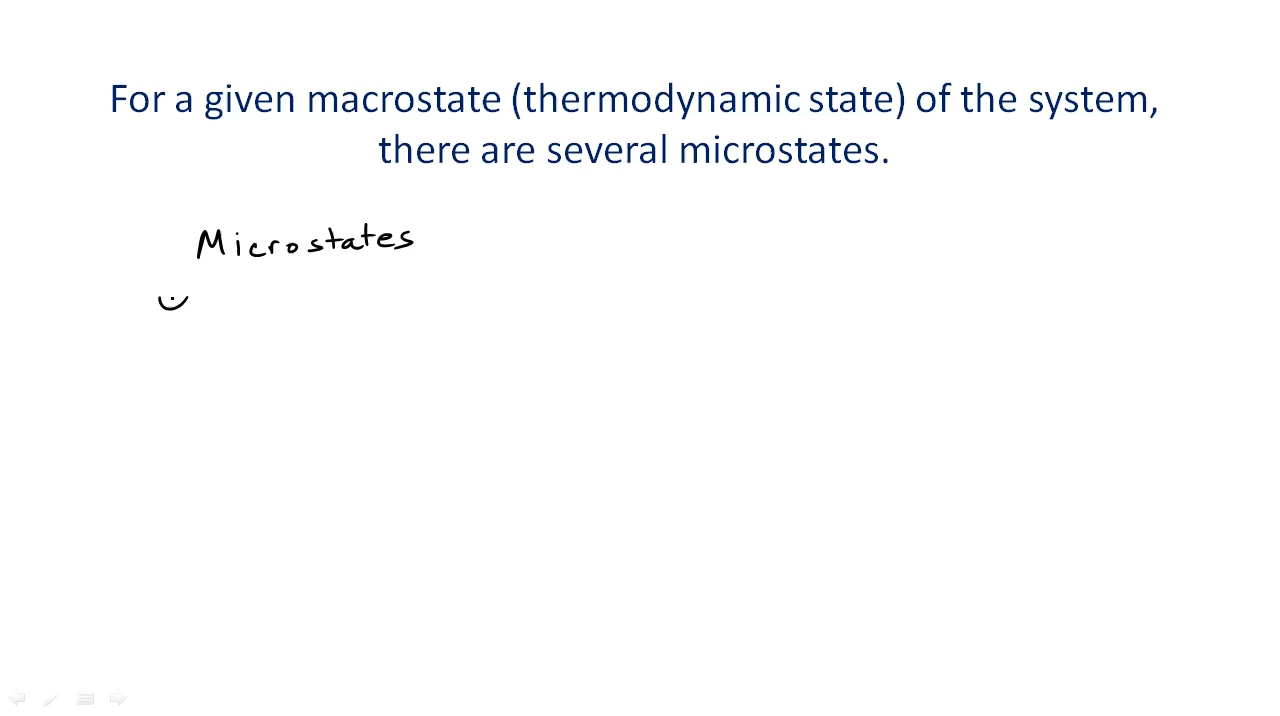 For a given macrostate (thermodynamic state) of the system,
there are several microstates.
Microstates